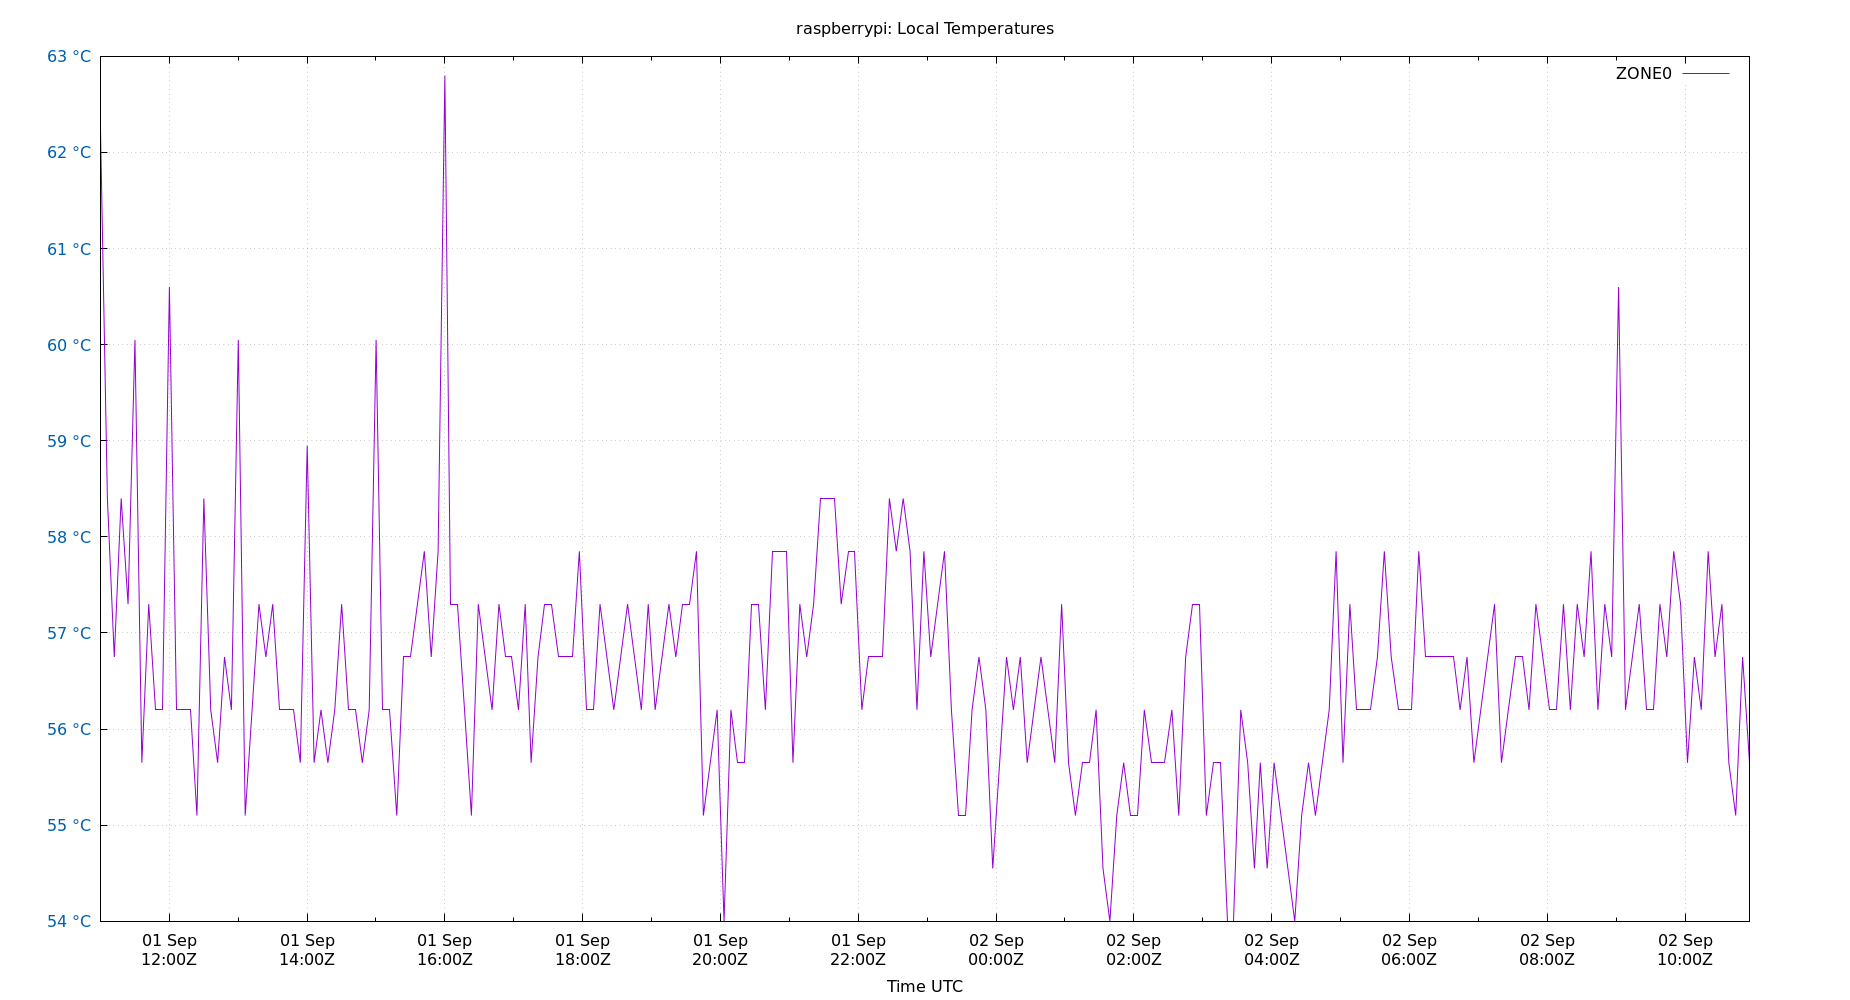 raspberrypi: Local Temperatures
63 °C
62 °C
61 °C
60 °C
59 °C
58 °C
57 °C
56 °C
55 °C
54 °C
ZONE0
01 Sep 01 Sep 01 Sep 01 Sep 01 Sep 01 Sep 02 Sep 02 Sep 02 Sep 02 Sep 02 Sep 02 Sep
12:00Z 14:00Z 16:00Z 18:00Z 20:00Z 22:00Z 00:00Z 02:00Z 04:00Z 06:00Z 08:00Z 10:00Z
Time UTC